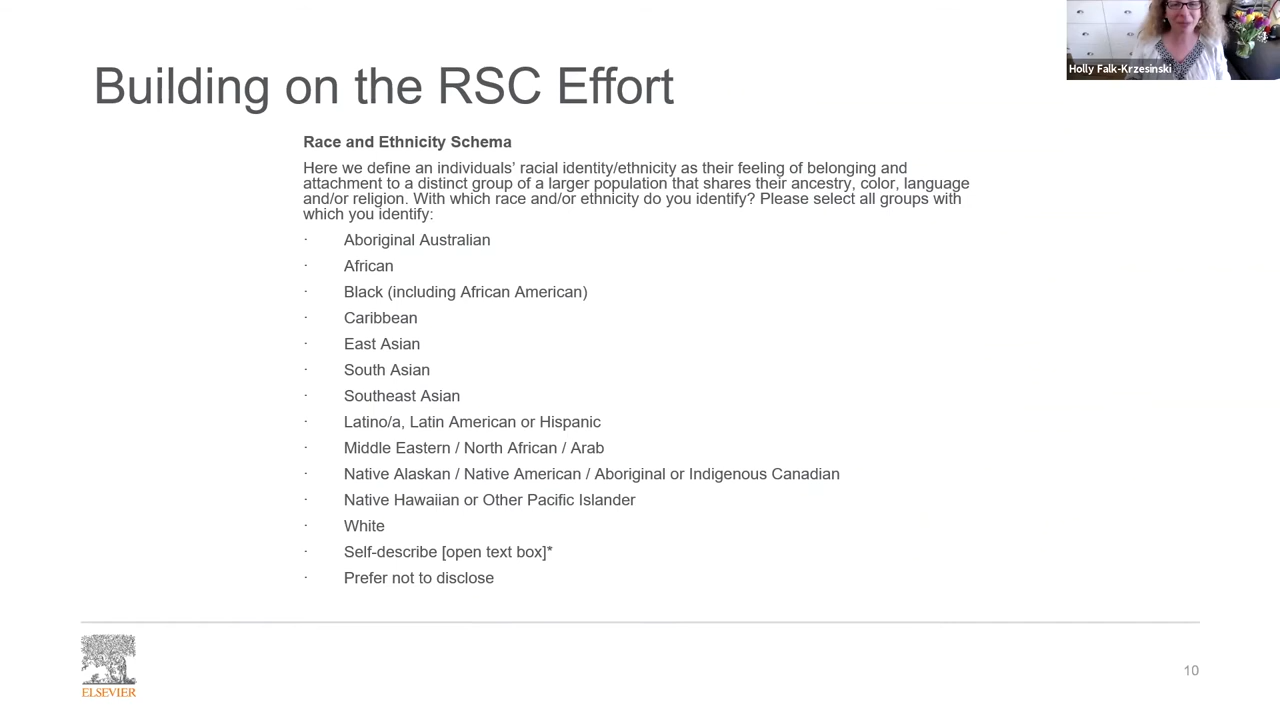 Building on the RSC Effort
Holly Falk-Krzesinski
Race and Ethnicity Schema
Here we define an individuals’ racial identity/ethnicity as their feeling of belonging and
attachment to a distinct group of a larger population that shares their ancestry, color, language
and/or religion. With which race and/or ethnicity do you identify? Please select all groups with
which you identify:
· Aboriginal Australian
· African
· Black (including African American)
· Caribbean
· East Asian
· South Asian
· Southeast Asian
· Latino/a, Latin American or Hispanic
· Middle Eastern / North African / Arab
· Native Alaskan / Native American / Aboriginal or Indigenous Canadian
· Native Hawaiian or Other Pacific Islander
· White
· Self-describe [open text box]*
· Prefer not to disclose
ELSEVIER
10